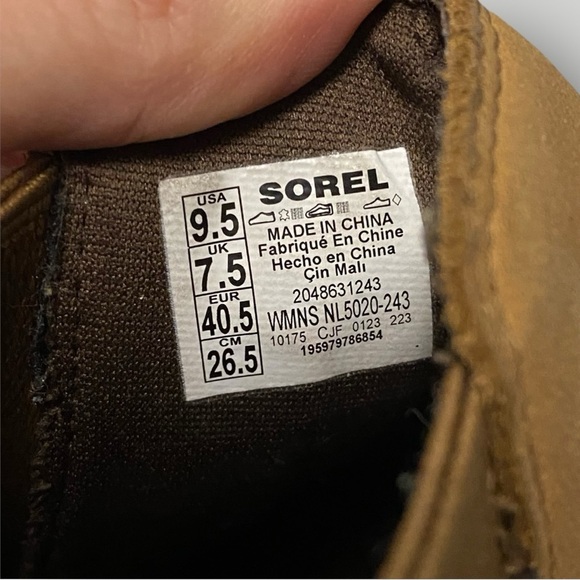 USA
9.5
UK
7.5
EUR
40.5
CM
26.5
SOREL
MADE IN CHINA
Fabriqué En Chine
Hecho en China
Çin Malı
2048631243
WMNS NL5020-243
10175 CJF 0123 223
195979786854